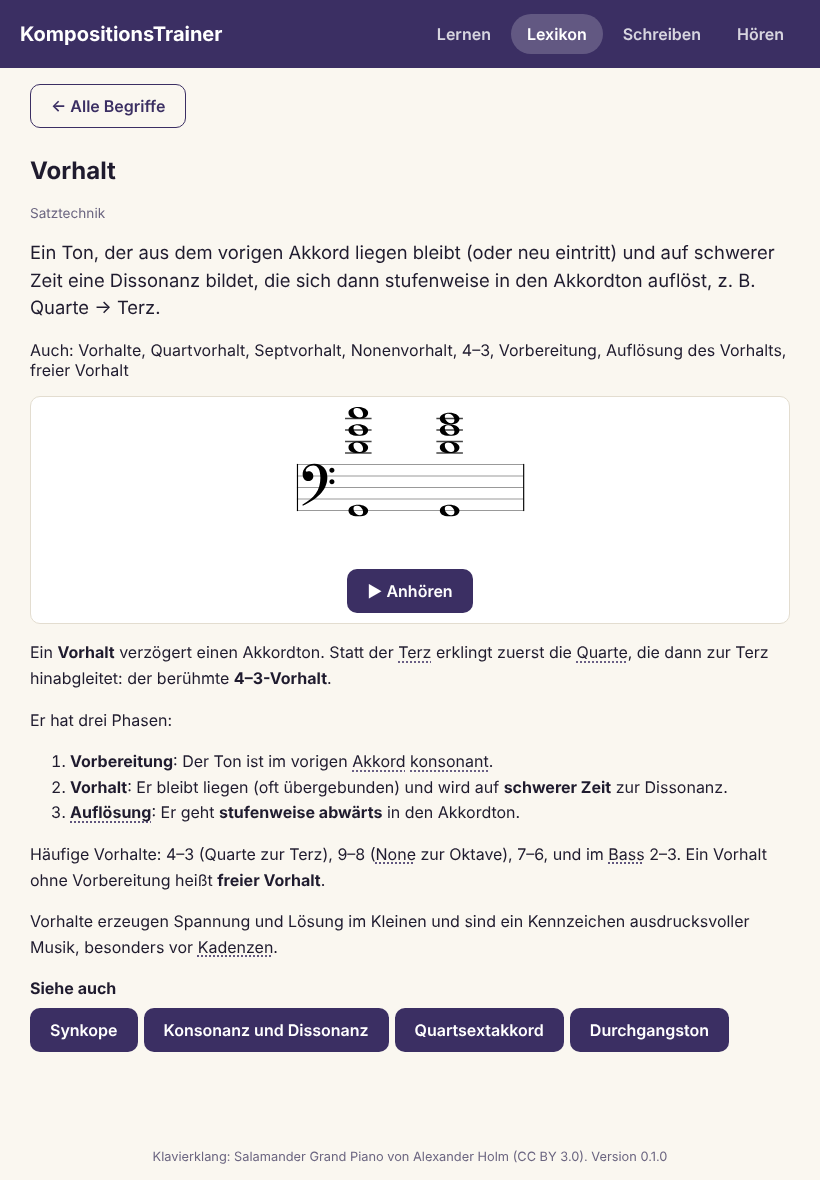 KompositionsTrainer
Lernen Lexikon Schreiben Hören
← Alle Begriffe
Vorhalt
Satztechnik
Ein Ton, der aus dem vorigen Akkord liegen bleibt (oder neu eintritt) und auf schwerer
Zeit eine Dissonanz bildet, die sich dann stufenweise in den Akkordton auflöst, z. B.
Quarte → Terz.
Auch: Vorhalte, Quartvorhalt, Septvorhalt, Nonenvorhalt, 4–3, Vorbereitung, Auflösung des Vorhalts,
freier Vorhalt
▶ Anhören
Ein Vorhalt verzögert einen Akkordton. Statt der Terz erklingt zuerst die Quarte, die dann zur Terz
hinabgleitet: der berühmte 4–3-Vorhalt.
Er hat drei Phasen:
1. Vorbereitung: Der Ton ist im vorigen Akkord konsonant.
2. Vorhalt: Er bleibt liegen (oft übergebunden) und wird auf schwerer Zeit zur Dissonanz.
3. Auflösung: Er geht stufenweise abwärts in den Akkordton.
Häufige Vorhalte: 4–3 (Quarte zur Terz), 9–8 (None zur Oktave), 7–6, und im Bass 2–3. Ein Vorhalt
ohne Vorbereitung heißt freier Vorhalt.
Vorhalte erzeugen Spannung und Lösung im Kleinen und sind ein Kennzeichen ausdrucksvoller
Musik, besonders vor Kadenzen.
Siehe auch
Synkope Konsonanz und Dissonanz Quartsextakkord Durchgangston
Klavierklang: Salamander Grand Piano von Alexander Holm (CC BY 3.0). Version 0.1.0